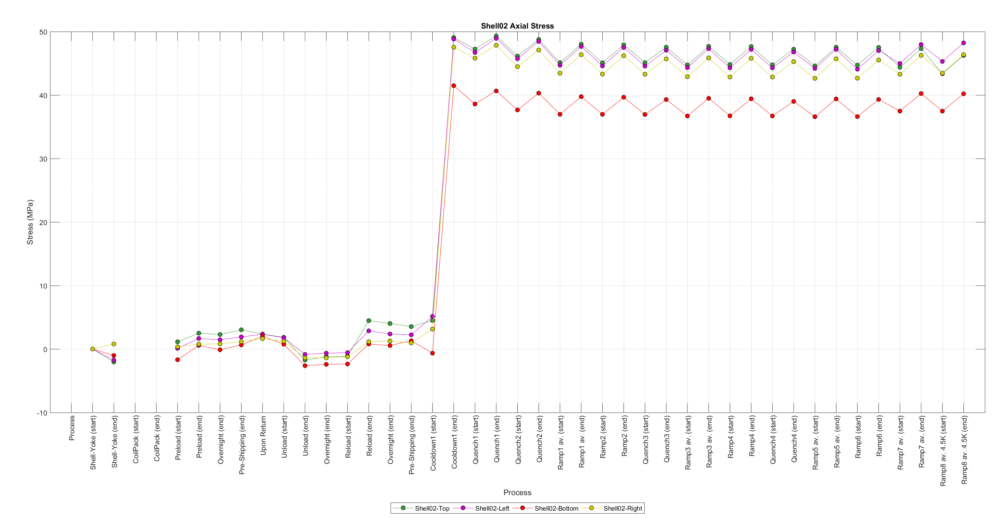 Shell02 Axial Stress
50
40
30
20
10
0
-10
Stress (MPa)
Process
Shell-Yoke (start)
Shell-Yoke (end)
CoilPack (start)
CoilPack (end)
Preload (start)
Preload (end)
Overnight (end)
Pre-Shipping (end)
Upon Return
Unload (start)
Unload (end)
Overnight (end)
Reload (start)
Reload (end)
Overnight (end)
Pre-Shipping (end)
Cooldown1 (start)
Cooldown1 (end)
Quench1 (start)
Quench1 (end)
Quench2 (start)
Quench2 (end)
Ramp1 av. (start)
Ramp1 av. (end)
Ramp2 (start)
Ramp2 (end)
Quench3 (start)
Quench3 (end)
Ramp3 av. (start)
Ramp3 av. (end)
Ramp4 (start)
Ramp4 (end)
Quench4 (start)
Quench4 (end)
Ramp5 av. (start)
Ramp5 av. (end)
Ramp6 (start)
Ramp6 (end)
Ramp7 av. (start)
Ramp7 av. (end)
Ramp8 av. 4.5K (start)
Ramp8 av. 4.5K (end)
Process
Shell02-Top Shell02-Left Shell02-Bottom Shell02-Right